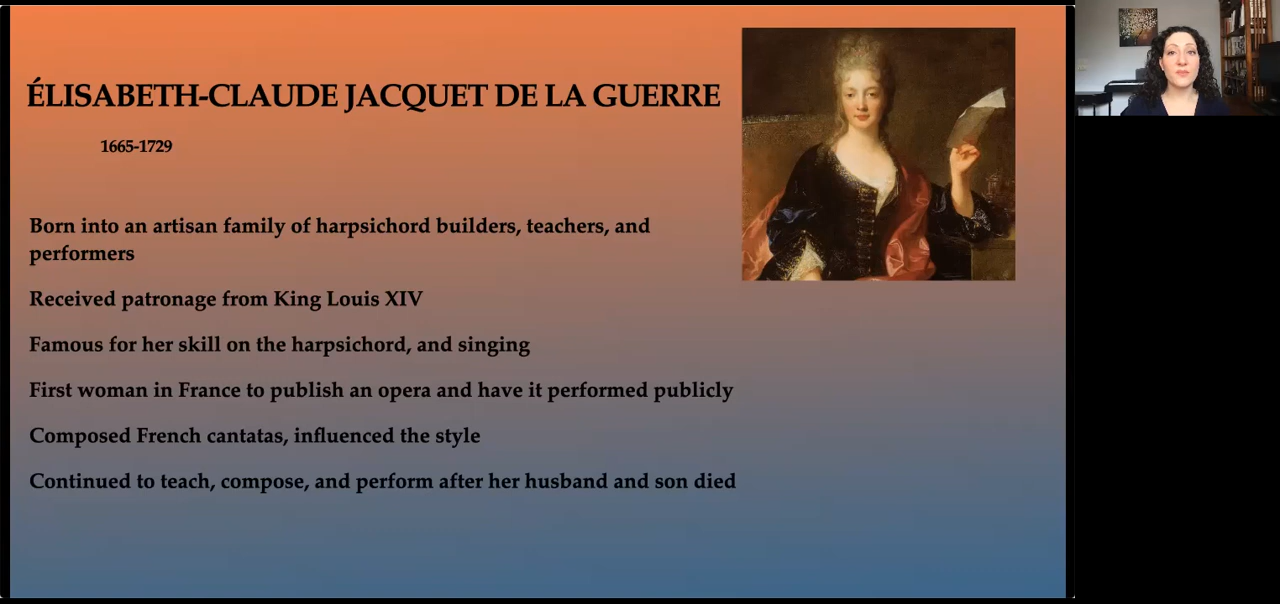 ÉLISABETH-CLAUDE JACQUET DE LA GUERRE
1665-1729
Born into an artisan family of harpsichord builders, teachers, and
performers
Received patronage from King Louis XIV
Famous for her skill on the harpsichord, and singing
First woman in France to publish an opera and have it performed publicly
Composed French cantatas, influenced the style
Continued to teach, compose, and perform after her husband and son died